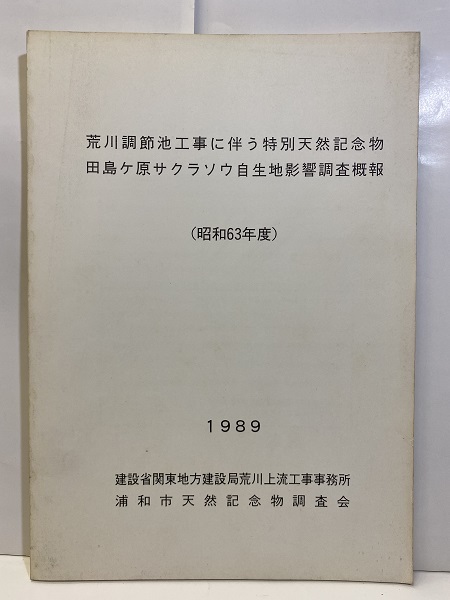 荒川調節池工事に伴う特別天然記念物
田島ケ原サクラソウ自生地影響調査概報
(昭和63年度)
1989
建設省関東地方建設局荒川上流工事事務所
浦和市天然記念物調査会